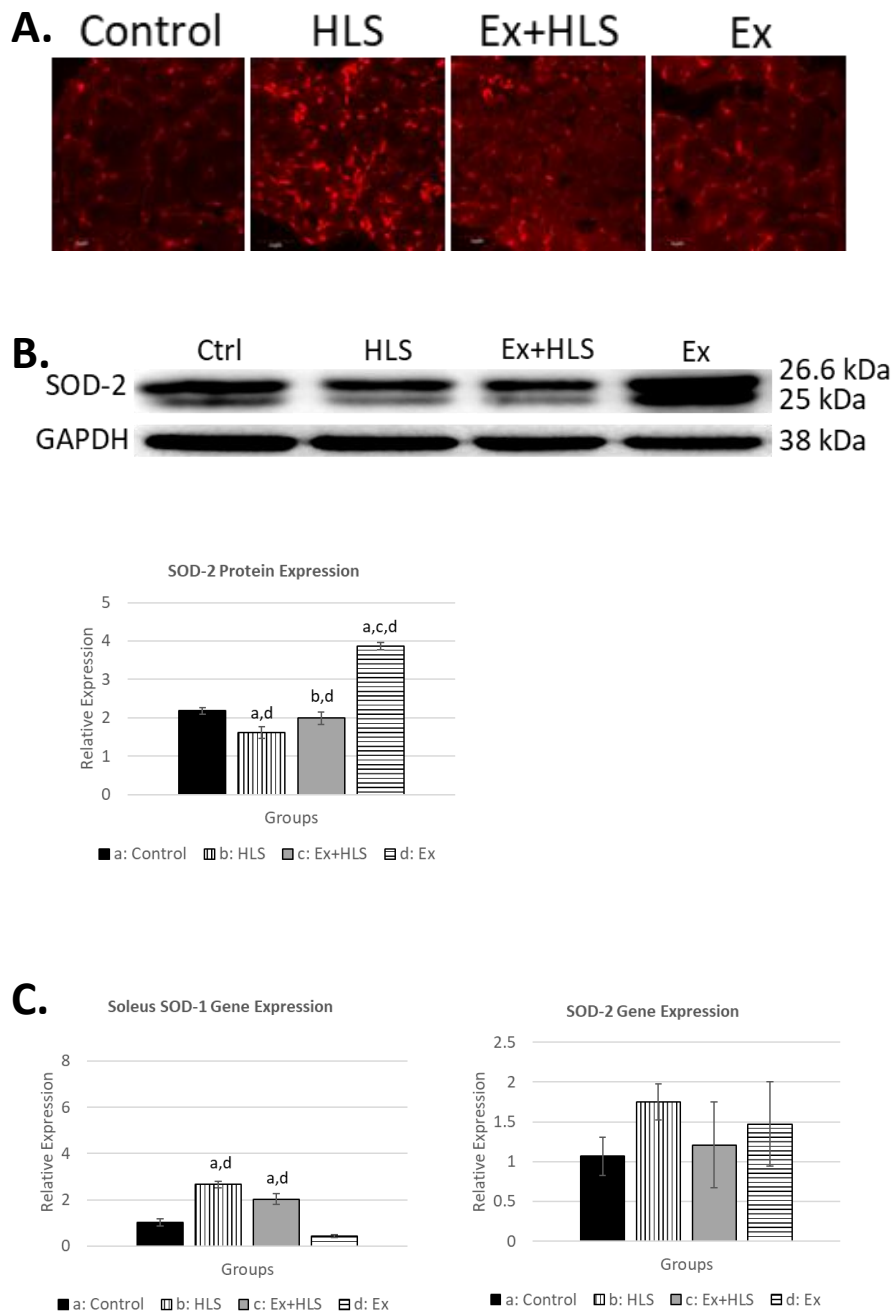 A.
Control HLS Ex+HLS Ex
B.
Ctrl HLS Ex+HLS Ex
SOD-2
26.6 kDa
25 kDa
GAPDH
38 kDa
SOD-2 Protein Expression
Relative Expression
5
4
3
2
1
0
a,d
b,d
a,c,d
Groups
a: Control b: HLS c: Ex+HLS d: Ex
C.
Soleus SOD-1 Gene Expression
Relative Expression
8
6
4
2
0
a,d
a,d
Groups
a: Control b: HLS c: Ex+HLS d: Ex
SOD-2 Gene Expression
Relative Expression
2.5
2
1.5
1
0.5
0
Groups
a: Control b: HLS c: Ex+HLS d: Ex